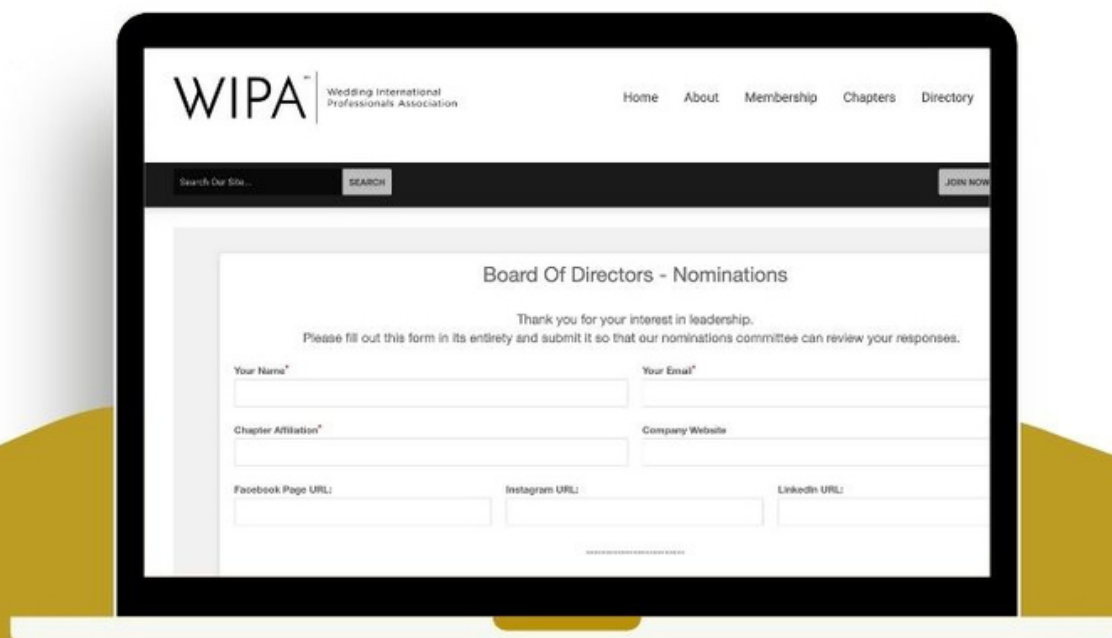 WIPA™
Wedding International
Professionals Association
Home About Membership Chapters Directory
Search Our Site... SEARCH JOIN NOW
Board Of Directors - Nominations
Thank you for your interest in leadership.
Please fill out this form in its entirety and submit it so that our nominations committee can review your responses.
Your Name* Your Email*
Chapter Affiliation* Company Website
Facebook Page URL: Instagram URL: LinkedIn URL: